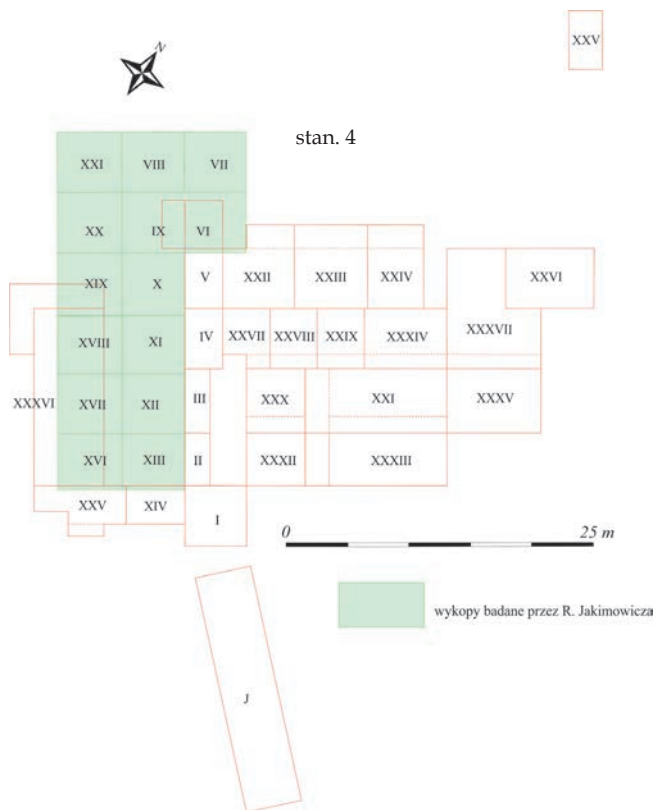 XXV
N
stan. 4
XXI VIII VII
XX IX VI
XIX X V XXII XXIII XXIV XXVI
XVIII XI IV XXVII XXVIII XXIX XXXIV XXXVII
XXXVI XVII XII III XXX XXI XXXV
XVI XIII II XXXII XXXIII
XXV XIV I
0 25 m
wykopy badane przez R. Jakimowicza
J